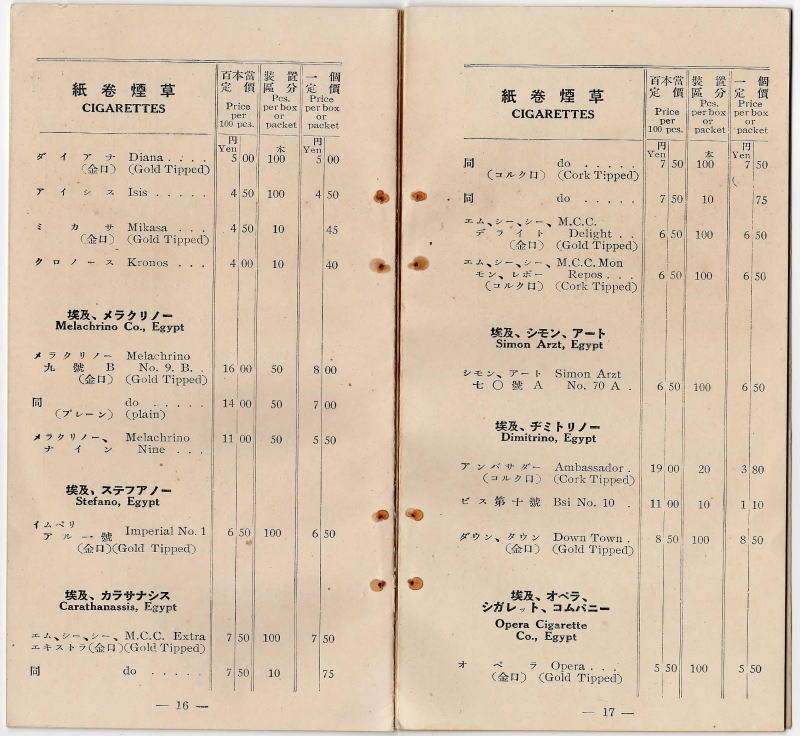 紙卷煙草
CIGARETTES
百本當
定價
Price
per
100 pcs.
裝置
區分
Pcs.
per box
or
packet
一個
定價
Price
per box
or
packet
円
Yen
本
円
Yen
ダイアナ Diana . . . . 5 00 100 5 00
(金口) (Gold Tipped)
アイシス Isis . . . . . 4 50 100 4 50
ミカサ Mikasa . . . 4 50 10 45
(金口) (Gold Tipped)
クロノース Kronos . . . 4 00 10 40
埃及、メラクリノー
Melachrino Co., Egypt
メラクリノー Melachrino
九號B No. 9. B. . 16 00 50 8 00
(金口) (Gold Tipped)
同 do . . . . . 14 00 50 7 00
(プレーン) (plain)
メラクリノー、 Melachrino 11 00 50 5 50
ナイン Nine . . .
埃及、ステフアノー
Stefano, Egypt
イムペリ
アル一號 Imperial No. 1 6 50 100 6 50
(金口) (Gold Tipped)
埃及、カラサナシス
Carathanassis, Egypt
エム、シー、シー、 M.C.C. Extra 7 50 100 7 50
エキストラ(金口) (Gold Tipped)
同 do . . . . . 7 50 10 75
— 16 —
紙卷煙草
CIGARETTES
百本當
定價
Price
per
100 pcs.
裝置
區分
Pcs.
per box
or
packet
一個
定價
Price
per box
or
packet
円
Yen
本
円
Yen
同 do . . . . . 7 50 100 7 50
(コルク口) (Cork Tipped)
同 do . . . . . 7 50 10 75
エム、シー、シー、 M.C.C.
デライト Delight . . 6 50 100 6 50
(金口) (Gold Tipped)
エム、シー、シー、 M.C.C. Mon
モン、レポー Repos . . . 6 50 100 6 50
(コルク口) (Cork Tipped)
埃及、シモン、アート
Simon Arzt, Egypt
シモン、アート Simon Arzt
七〇號A No. 70 A . 6 50 100 6 50
埃及、ヂミトリノー
Dimitrino, Egypt
アンバサダー Ambassador . 19 00 20 3 80
(コルク口) (Cork Tipped)
ビス第十號 Bsi No. 10 . 11 00 10 1 10
ダウン、タウン Down Town . 8 50 100 8 50
(金口) (Gold Tipped)
埃及、オペラ、
シガレット、コムパニー
Opera Cigarette
Co., Egypt
オペラ Opera . . . 5 50 100 5 50
(金口) (Gold Tipped)
— 17 —